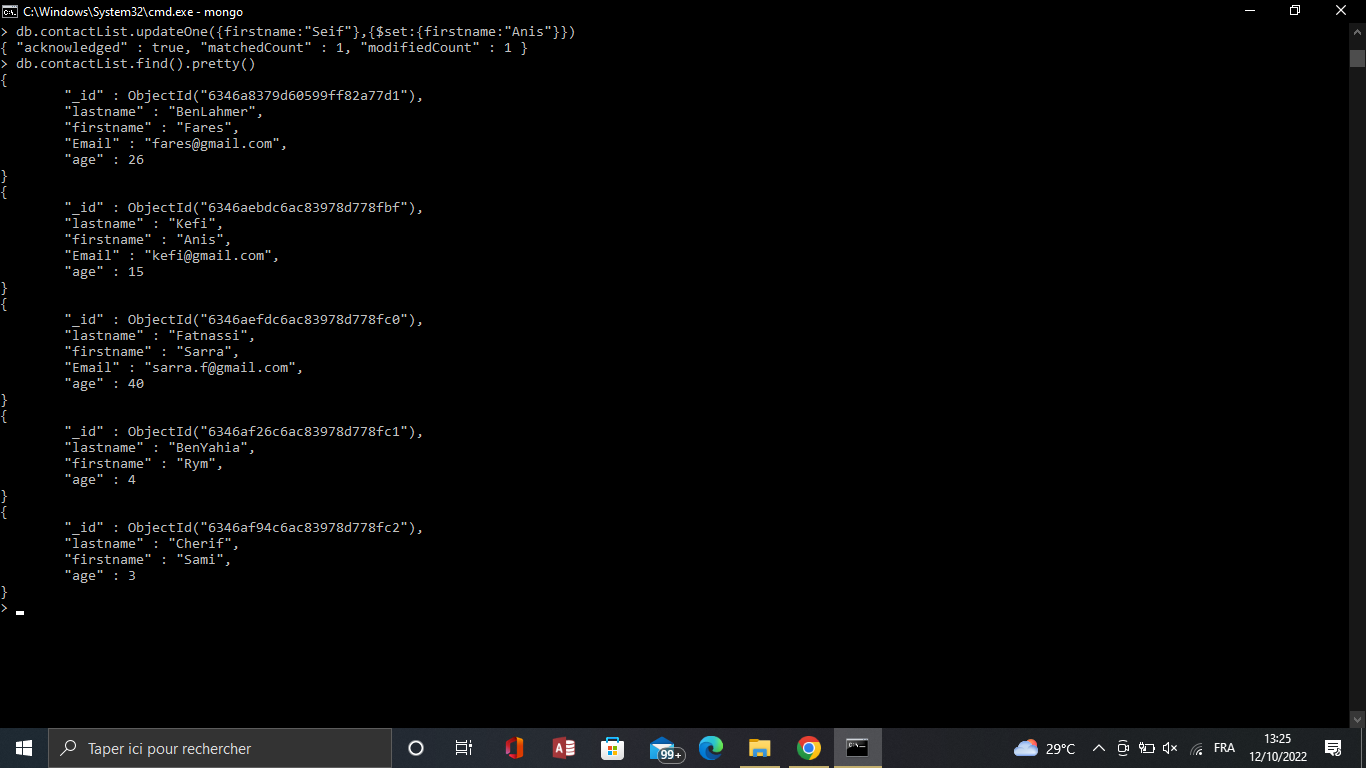 C:\Windows\System32\cmd.exe - mongo
> db.contactList.updateOne({firstname:"Seif"},{$set:{firstname:"Anis"}})
{ "acknowledged" : true, "matchedCount" : 1, "modifiedCount" : 1 }
> db.contactList.find().pretty()
{
"_id" : ObjectId("6346a8379d60599ff82a77d1"),
"lastname" : "BenLahmer",
"firstname" : "Fares",
"Email" : "fares@gmail.com",
"age" : 26
}
{
"_id" : ObjectId("6346aebdc6ac83978d778fbf"),
"lastname" : "Kefi",
"firstname" : "Anis",
"Email" : "kefi@gmail.com",
"age" : 15
}
{
"_id" : ObjectId("6346aefdc6ac83978d778fc0"),
"lastname" : "Fatnassi",
"firstname" : "Sarra",
"Email" : "sarra.f@gmail.com",
"age" : 40
}
{
"_id" : ObjectId("6346af26c6ac83978d778fc1"),
"lastname" : "BenYahia",
"firstname" : "Rym",
"age" : 4
}
{
"_id" : ObjectId("6346af94c6ac83978d778fc2"),
"lastname" : "Cherif",
"firstname" : "Sami",
"age" : 3
}
>
Taper ici pour rechercher
99+
29°C
FRA
13:25
12/10/2022